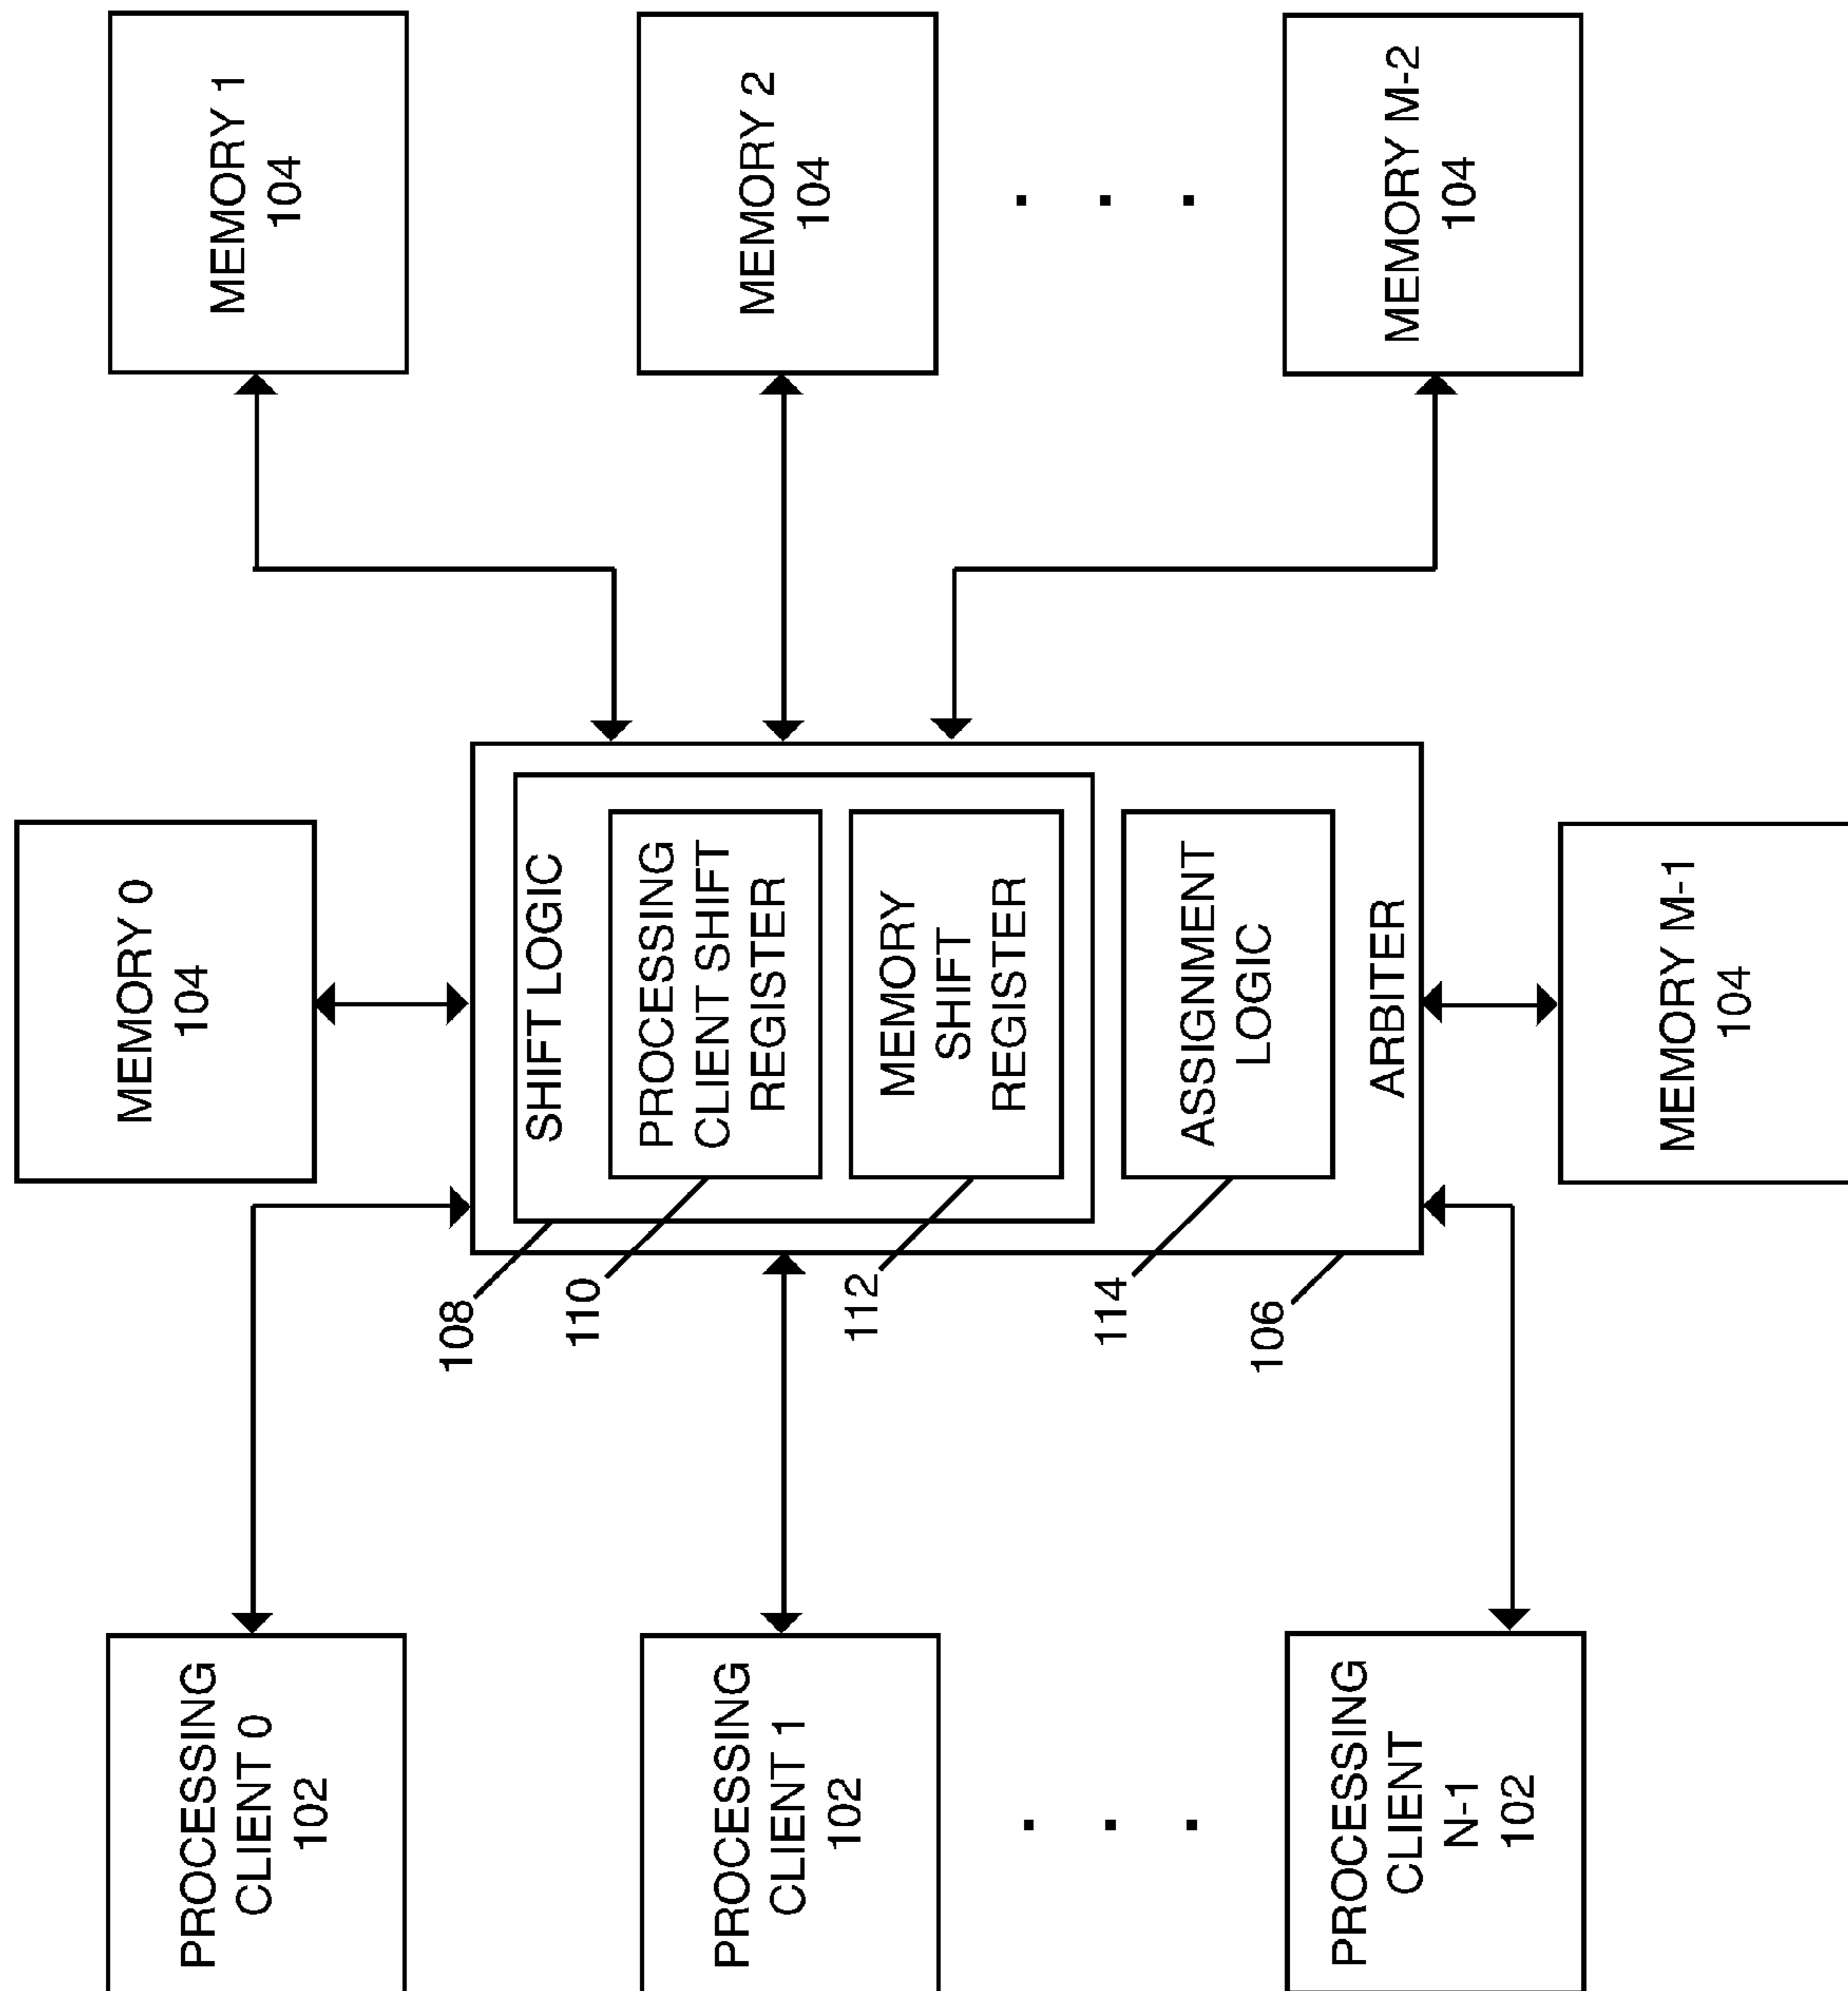 PROCESSING
CLIENT 0
102
PROCESSING
CLIENT 1
102
. . .
PROCESSING
CLIENT
N-1
102
MEMORY 0
104
108
110
112
114
106
SHIFT LOGIC
PROCESSING
CLIENT SHIFT
REGISTER
MEMORY
SHIFT
REGISTER
ASSIGNMENT
LOGIC
ARBITER
MEMORY M-1
104
MEMORY 1
104
MEMORY 2
104
. . .
MEMORY M-2
104